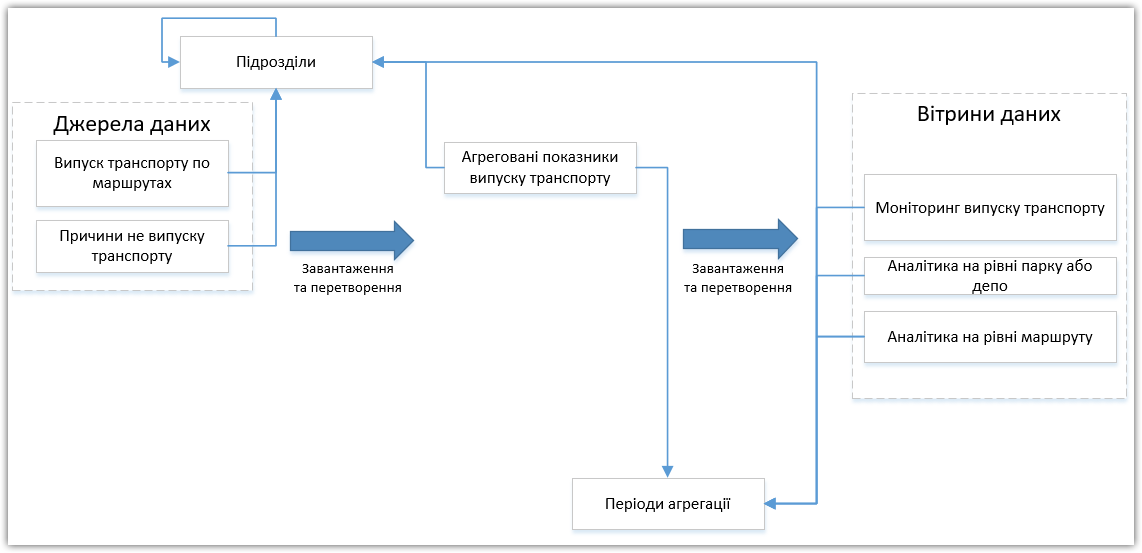 Підрозділи
Джерела даних
Випуск транспорту по
маршрутах
Причини не випуску
транспорту
Завантаження
та перетворення
Агреговані показники
випуску транспорту
Завантаження
та перетворення
Вітрини даних
Моніторинг випуску транспорту
Аналітика на рівні парку або
депо
Аналітика на рівні маршруту
Періоди агрегації